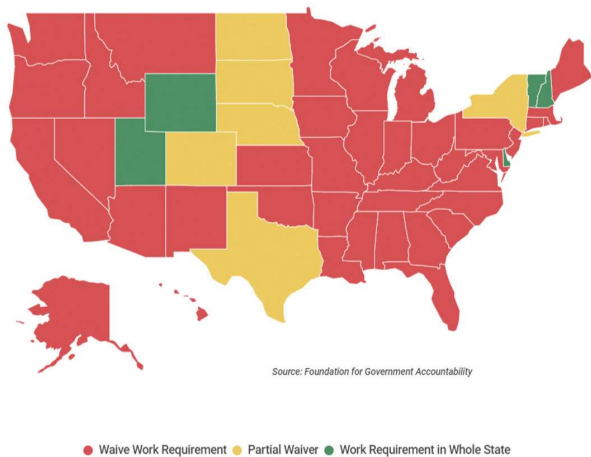 Source: Foundation for Government Accountability
Waive Work Requirement Partial Waiver Work Requirement in Whole State